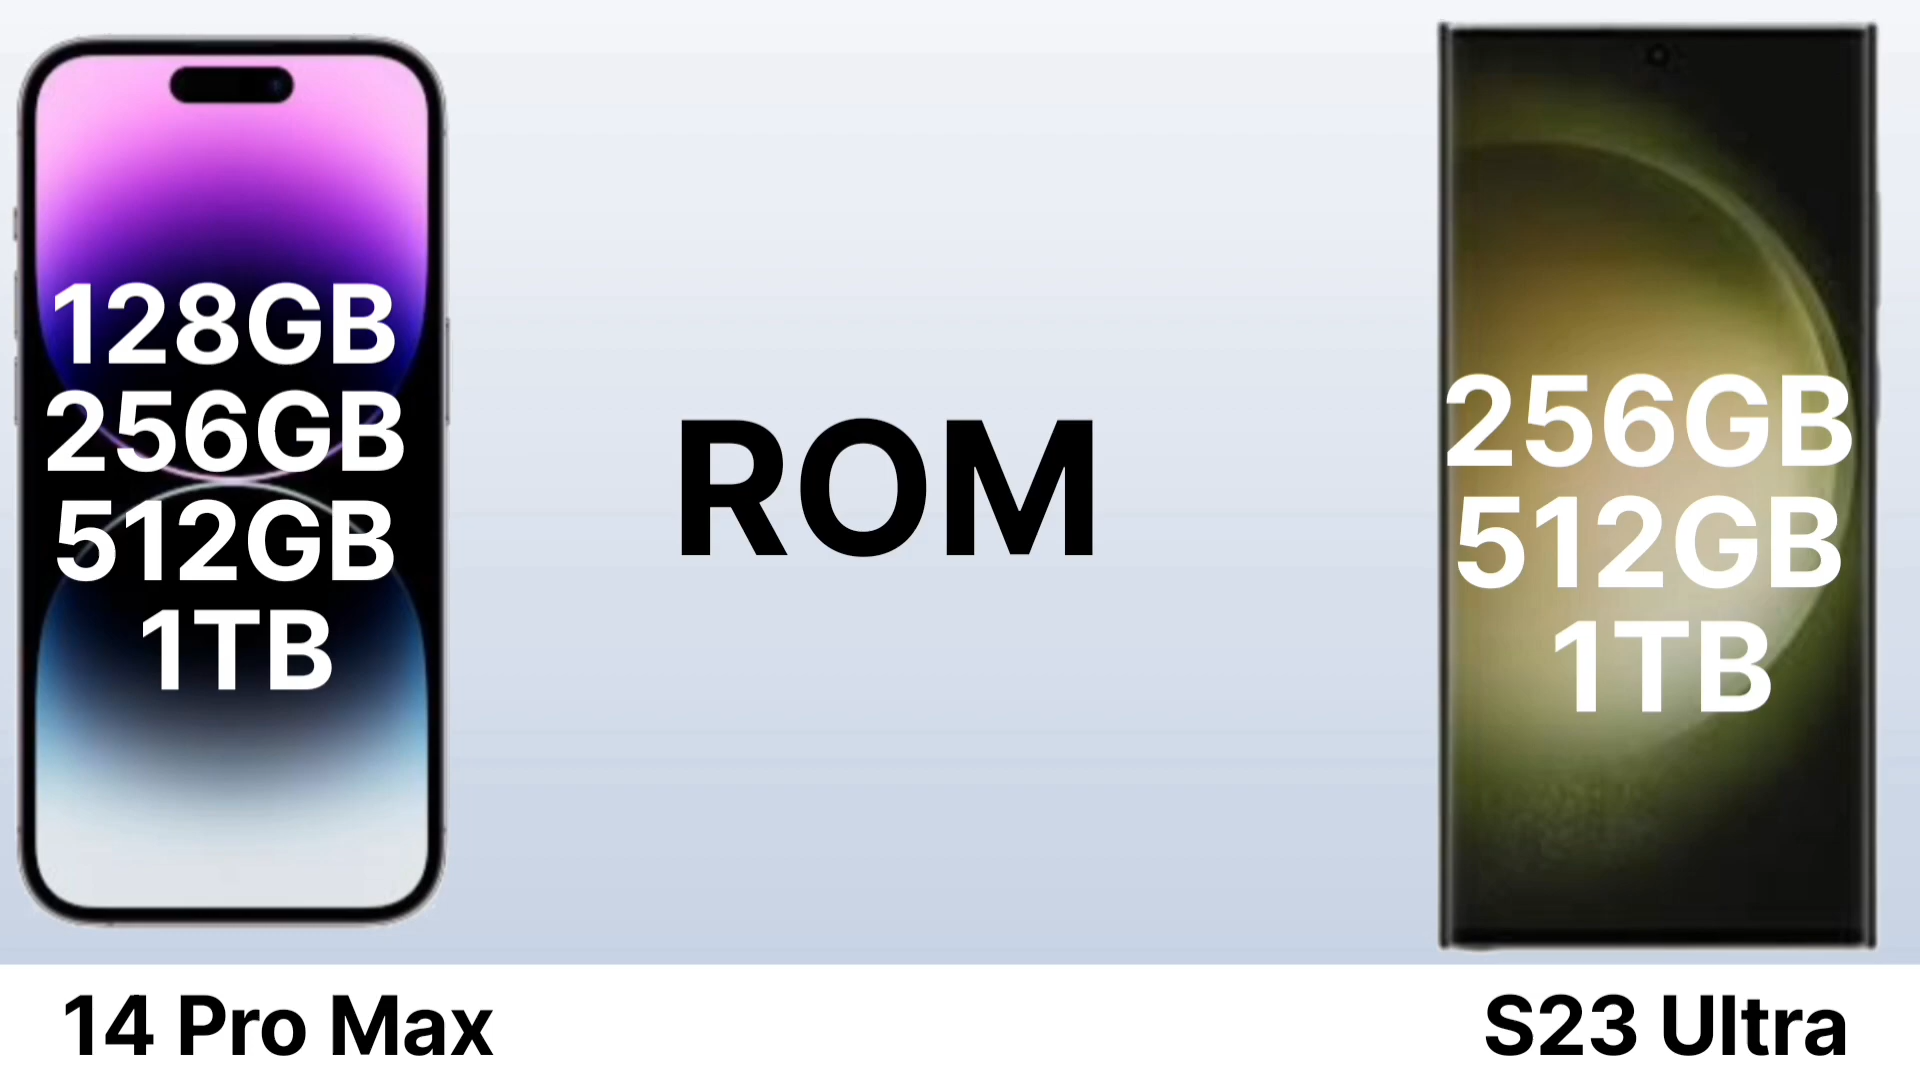 128GB
256GB
512GB
1TB
ROM
256GB
512GB
1TB
14 Pro Max
S23 Ultra